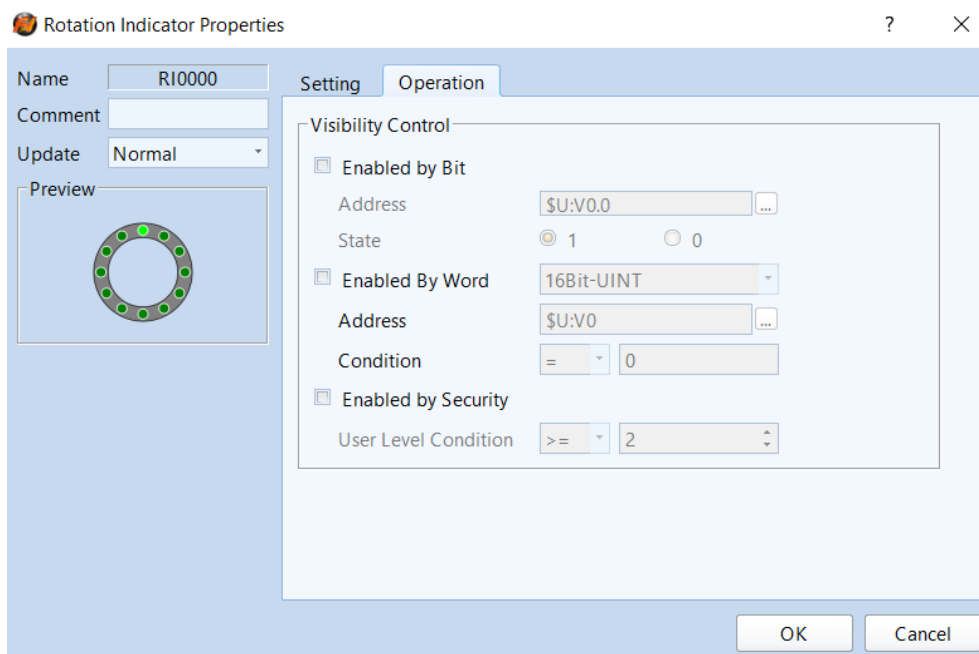 Rotation Indicator Properties ?
Name RI0000
Comment
Update Normal
Preview
Setting Operation
Visibility Control
Enabled by Bit
Address $U:V0.0 ...
State 1 0
Enabled By Word 16Bit-UINT
Address $U:V0 ...
Condition = 0
Enabled by Security
User Level Condition >= 2
OK Cancel